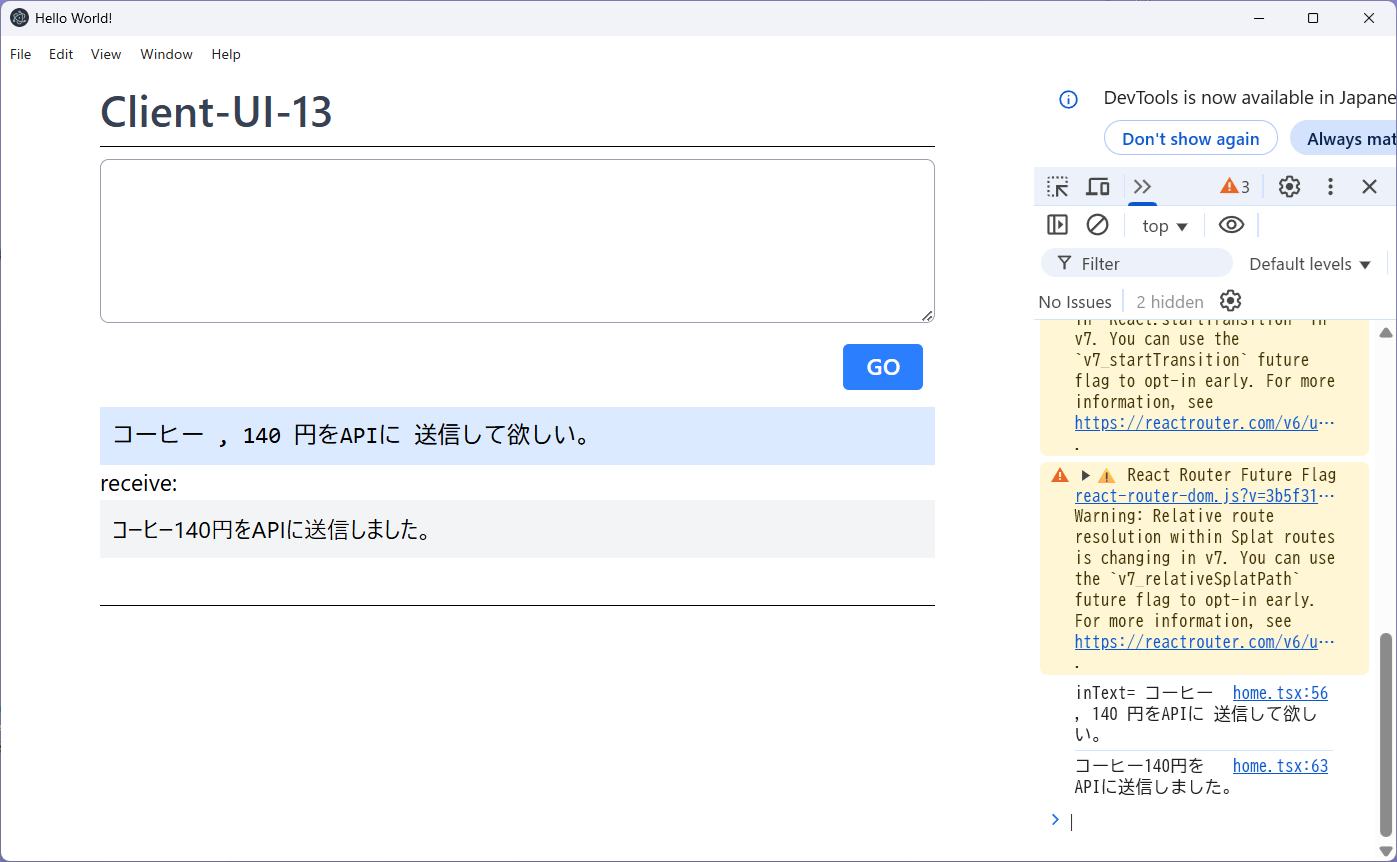 Hello World!
File Edit View Window Help
Client-UI-13
GO
コーヒー , 140 円をAPIに 送信して欲しい。
receive:
コーヒー140円をAPIに送信しました。
DevTools is now available in Japane
Don't show again Always mat
3
top
Filter Default levels
No Issues 2 hidden
in `React.startTransition` in
v7. You can use the
`v7_startTransition` future
flag to opt-in early. For more
information, see
https://reactrouter.com/v6/u…
.
React Router Future Flag
react-router-dom.js?v=3b5f31…
Warning: Relative route
resolution within Splat routes
is changing in v7. You can use
the `v7_relativeSplatPath`
future flag to opt-in early.
For more information, see
https://reactrouter.com/v6/u…
.
inText= コーヒー home.tsx:56
, 140 円をAPIに 送信して欲し
い。
コーヒー140円を home.tsx:63
APIに送信しました。